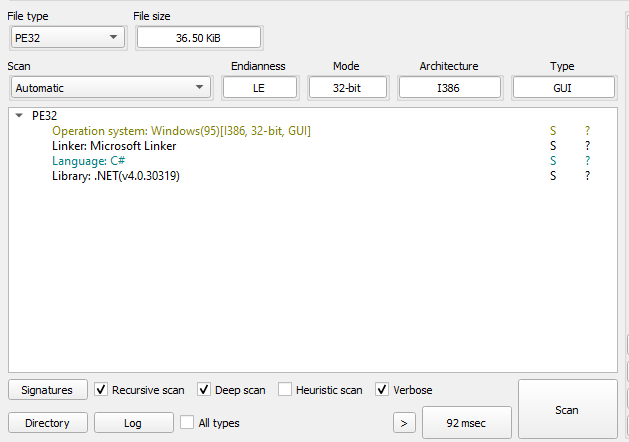 File type File size
PE32 36.50 KiB
Scan Endianness Mode Architecture Type
Automatic LE 32-bit I386 GUI
PE32
Operation system: Windows(95)[I386, 32-bit, GUI] S ?
Linker: Microsoft Linker S ?
Language: C# S ?
Library: .NET(v4.0.30319) S ?
Signatures Recursive scan Deep scan Heuristic scan Verbose
Scan
Directory Log All types > 92 msec